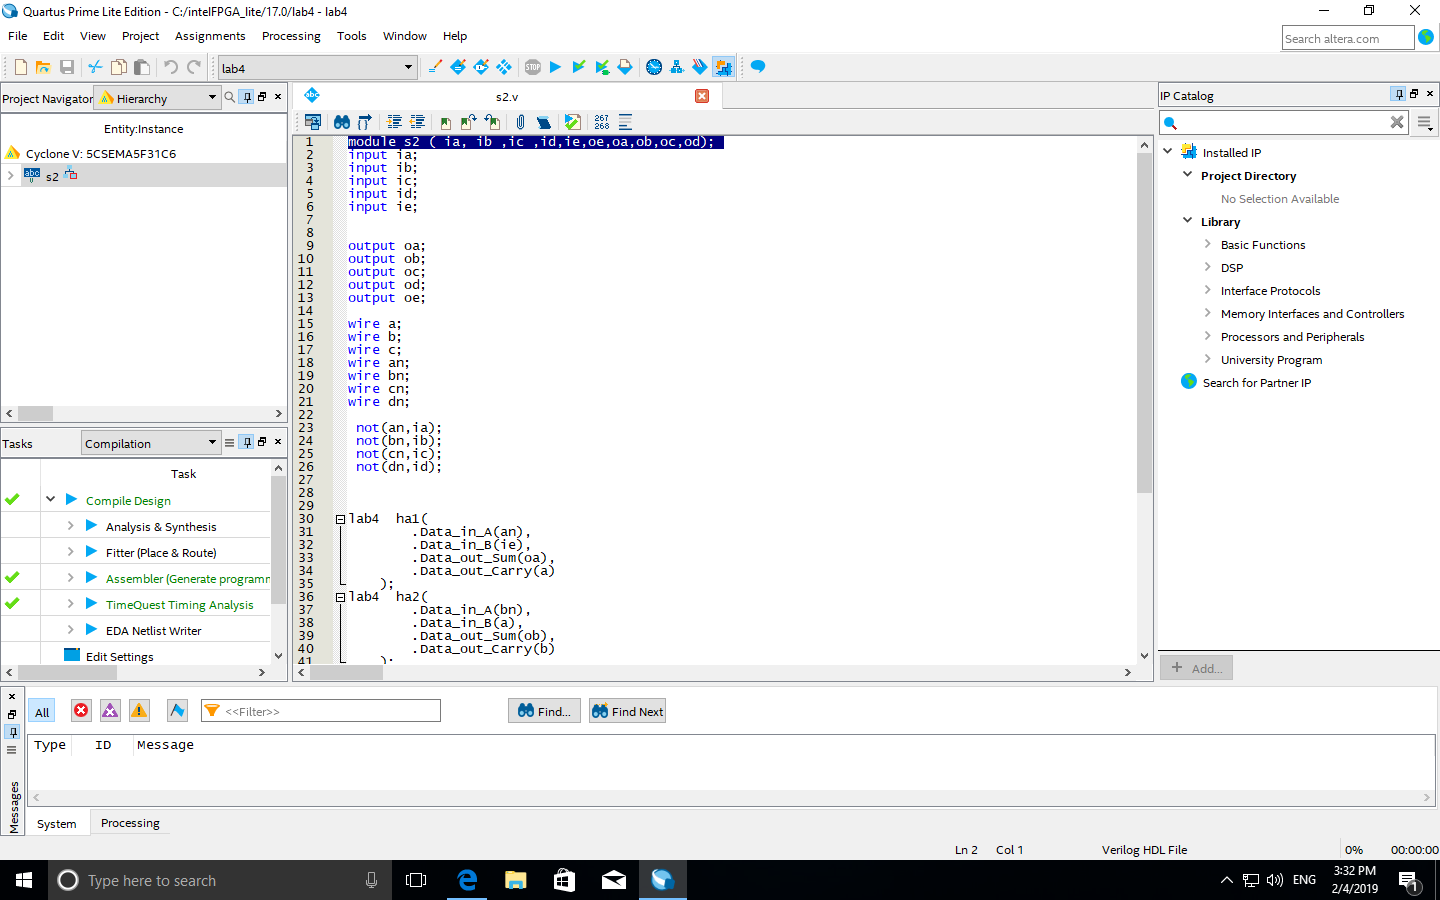 Quartus Prime Lite Edition - C:/intelFPGA_lite/17.0/lab4 - lab4
File Edit View Project Assignments Processing Tools Window Help
Search altera.com
lab4
STOP
Project Navigator Hierarchy
Entity:Instance
Cyclone V: 5CSEMA5F31C6
abc s2
Tasks Compilation
Task
Compile Design
Analysis & Synthesis
Fitter (Place & Route)
Assembler (Generate programm
TimeQuest Timing Analysis
EDA Netlist Writer
Edit Settings
abc s2.v
267
268
1 module s2 ( ia, ib ,ic ,id,ie,oe,oa,ob,oc,od);
2 input ia;
3 input ib;
4 input ic;
5 input id;
6 input ie;
7
8
9 output oa;
10 output ob;
11 output oc;
12 output od;
13 output oe;
14
15 wire a;
16 wire b;
17 wire c;
18 wire an;
19 wire bn;
20 wire cn;
21 wire dn;
22
23 not(an,ia);
24 not(bn,ib);
25 not(cn,ic);
26 not(dn,id);
27
28
29
30 lab4 ha1(
31 .Data_in_A(an),
32 .Data_in_B(ie),
33 .Data_out_Sum(oa),
34 .Data_out_Carry(a)
35 );
36 lab4 ha2(
37 .Data_in_A(bn),
38 .Data_in_B(a),
39 .Data_out_Sum(ob),
40 .Data_out_Carry(b)
41 );
IP Catalog
Installed IP
Project Directory
No Selection Available
Library
Basic Functions
DSP
Interface Protocols
Memory Interfaces and Controllers
Processors and Peripherals
University Program
Search for Partner IP
+ Add...
All <<Filter>> Find... Find Next
Type ID Message
Messages
System Processing
Ln 2 Col 1 Verilog HDL File 0% 00:00:00
Type here to search
ENG
3:32 PM
2/4/2019
1